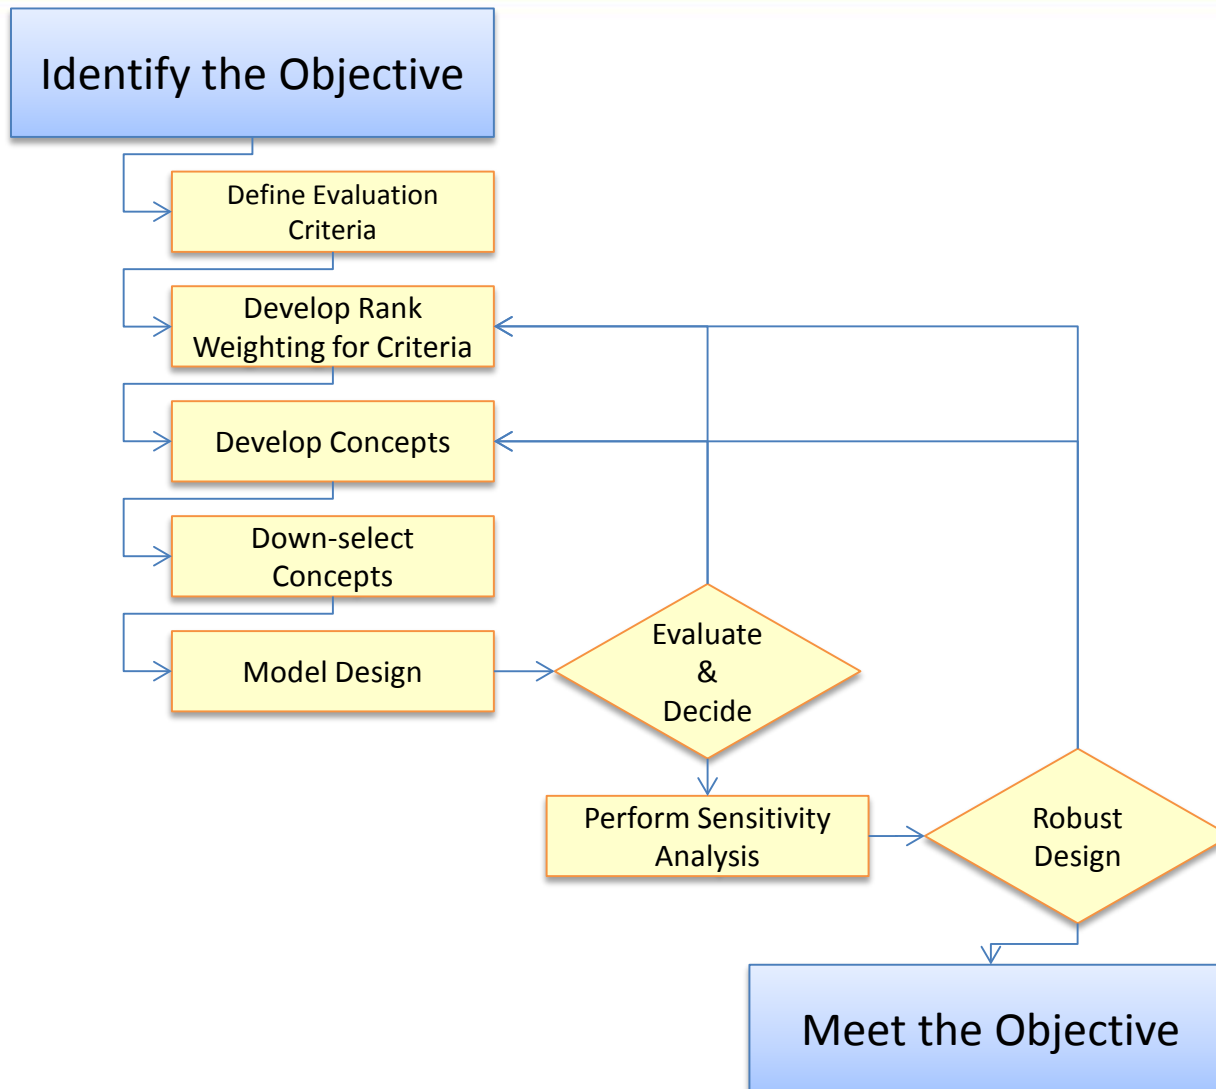 Identify the Objective
Define Evaluation
Criteria
Develop Rank
Weighting for Criteria
Develop Concepts
Down-select
Concepts
Model Design
Evaluate
&
Decide
Perform Sensitivity
Analysis
Robust
Design
Meet the Objective